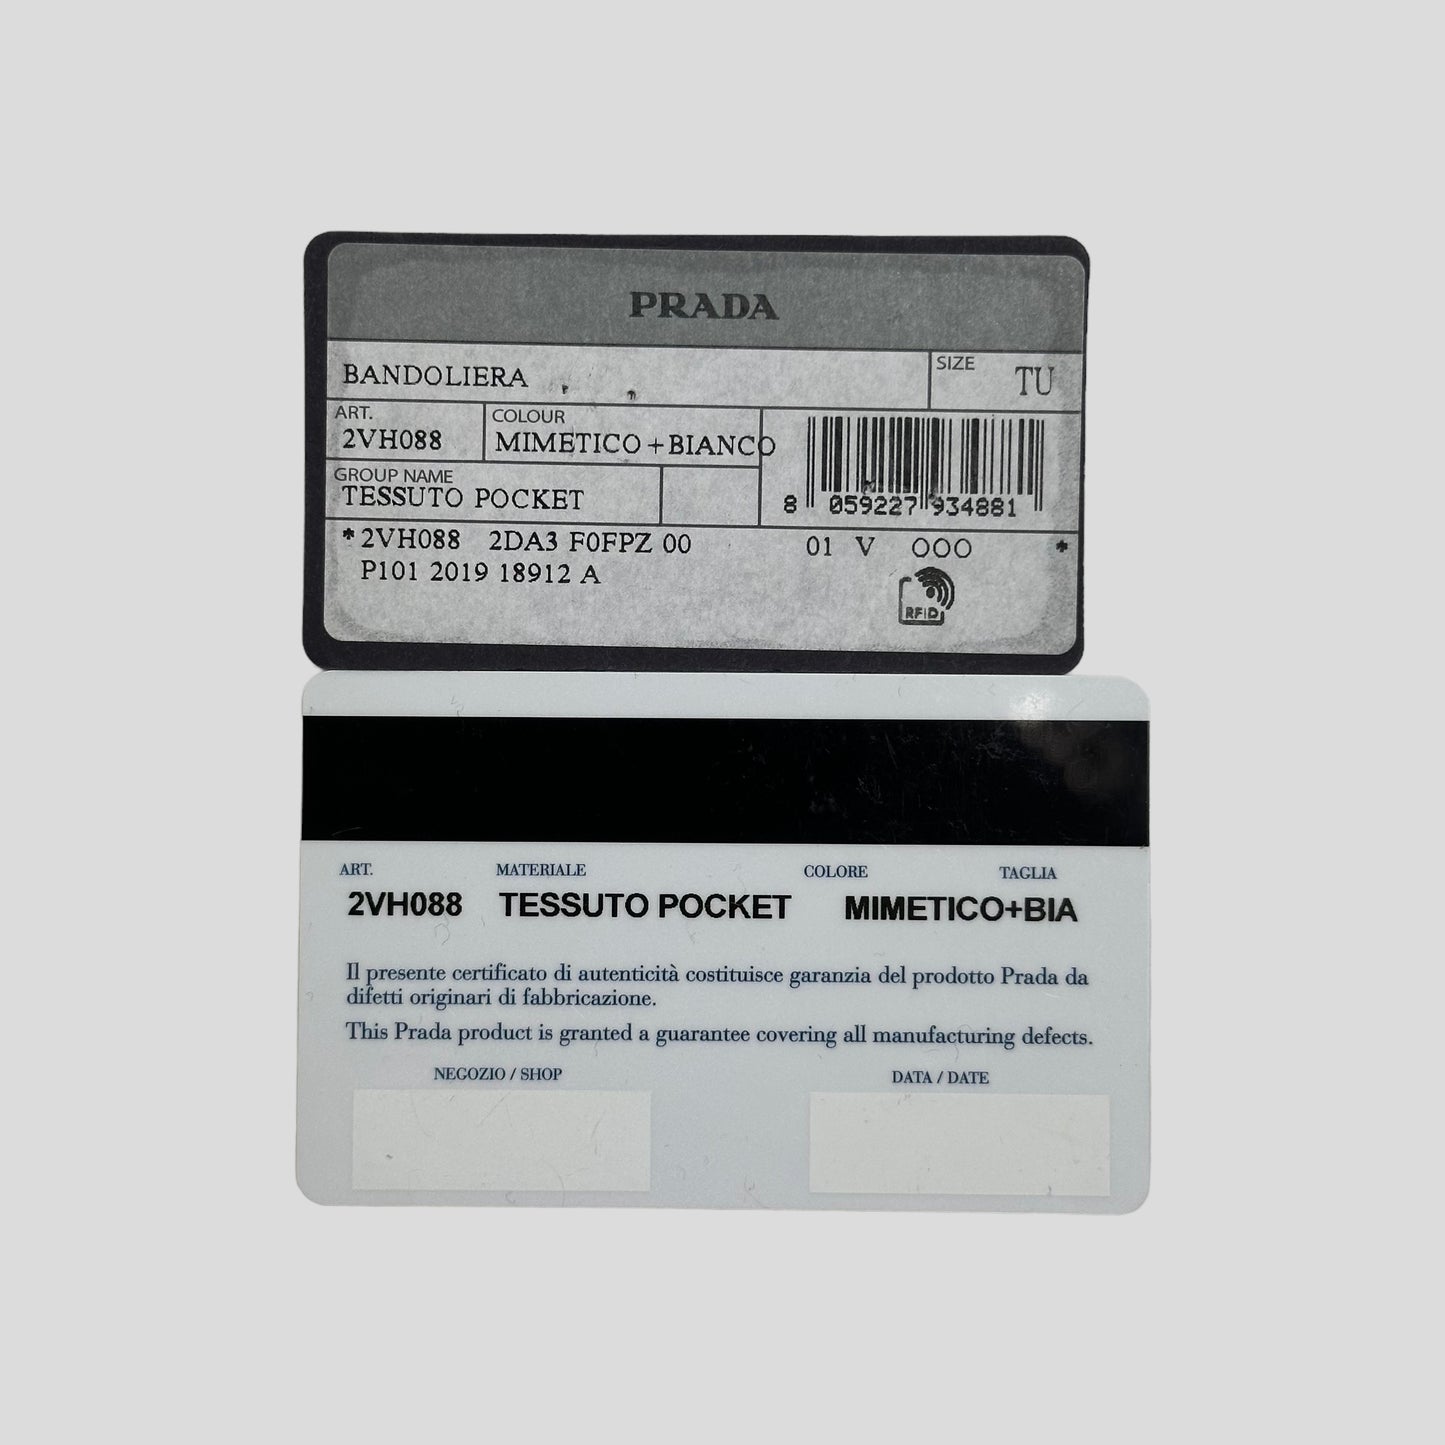 PRADA
BANDOLIERA
SIZE
TU
ART.
2VH088
COLOUR
MIMETICO+BIANCO
GROUP NAME
TESSUTO POCKET
8 059227 934881
*2VH088 2DA3 F0FPZ 00 01 V OOO *
P101 2019 18912 A
RFID
ART. MATERIALE COLORE TAGLIA
2VH088 TESSUTO POCKET MIMETICO+BIA
Il presente certificato di autenticità costituisce garanzia del prodotto Prada da
difetti originari di fabbricazione.
This Prada product is granted a guarantee covering all manufacturing defects.
NEGOZIO / SHOP DATA / DATE